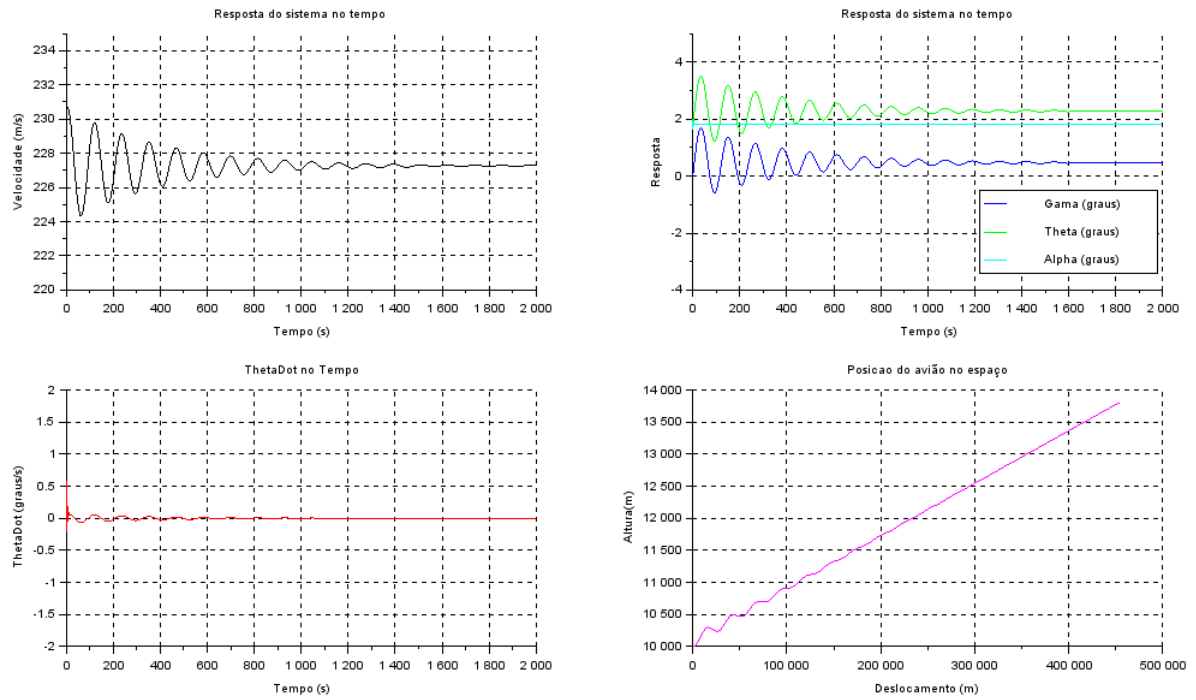 Resposta do sistema no tempo
234
232
230
228
226
224
222
220
Velocidade (m/s)
0 200 400 600 800 1 000 1 200 1 400 1 600 1 800 2 000
Tempo (s)
Resposta do sistema no tempo
4
2
0
-2
-4
Resposta
Gama (graus)
Theta (graus)
Alpha (graus)
0 200 400 600 800 1 000 1 200 1 400 1 600 1 800 2 000
Tempo (s)
ThetaDot no Tempo
2
1.5
1
0.5
0
-0.5
-1
-1.5
-2
ThetaDot (graus/s)
0 200 400 600 800 1 000 1 200 1 400 1 600 1 800 2 000
Tempo (s)
Posicao do avião no espaço
14 000
13 500
13 000
12 500
12 000
11 500
11 000
10 500
10 000
Altura(m)
0 100 000 200 000 300 000 400 000 500 000
Deslocamento (m)